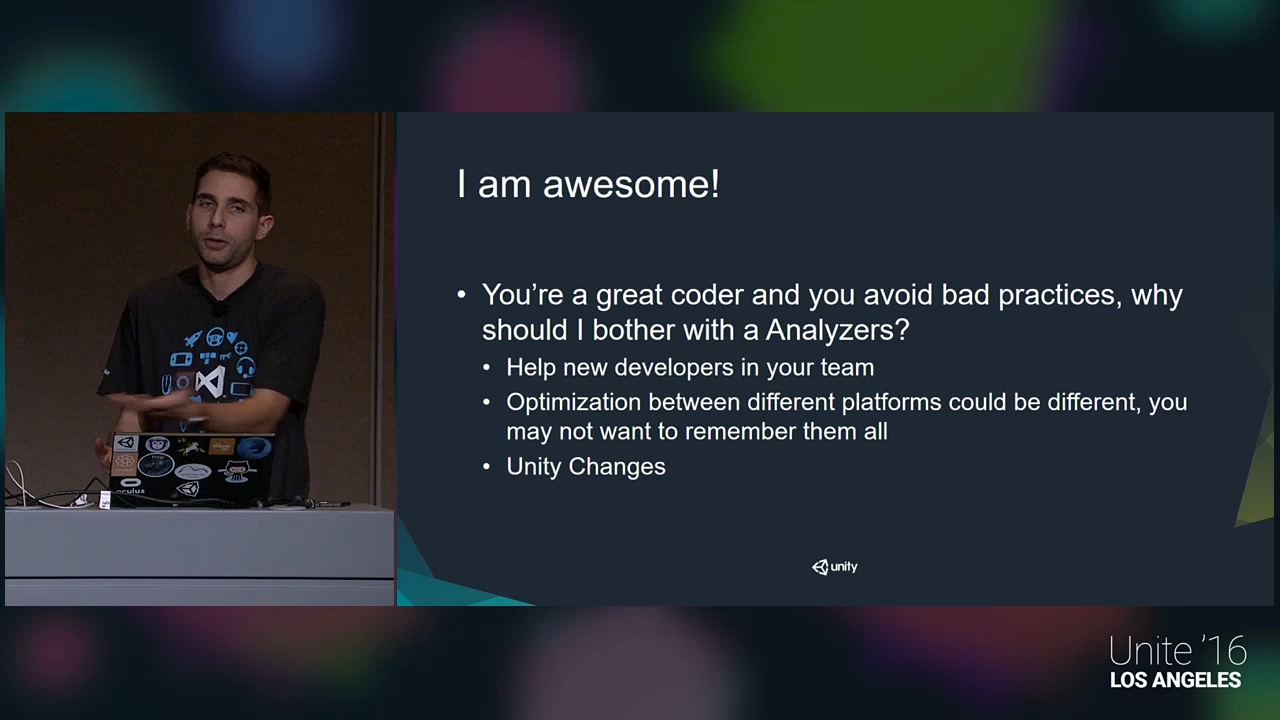 I am awesome!
• You’re a great coder and you avoid bad practices, why
should I bother with a Analyzers?
• Help new developers in your team
• Optimization between different platforms could be different, you
may not want to remember them all
• Unity Changes
oculus
unity
Unite ’16
LOS ANGELES